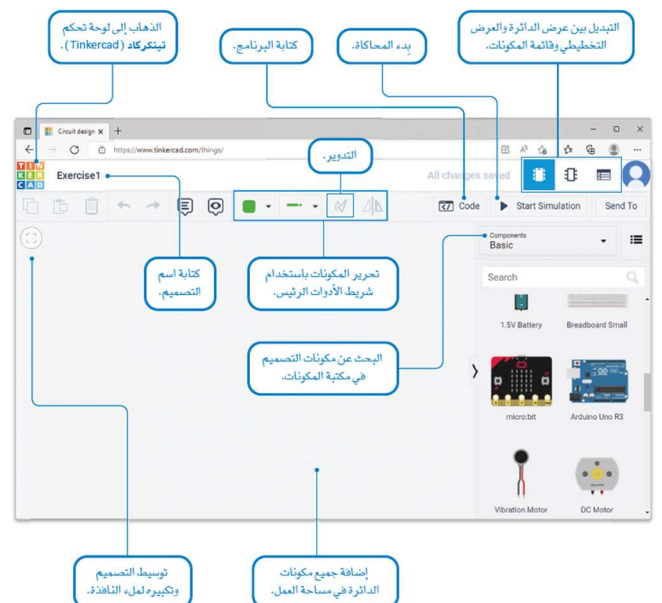 الذهاب إلى لوحة تحكم
تينكركاد (Tinkercad).
كتابة البرنامج.
بدء المحاكاة.
التبديل بين عرض الدائرة والعرض
التخطيطي وقائمة المكونات.
Circuit design
https://www.tinkercad.com/things/
TINKERCAD
Exercise1
التدوير.
All changes saved
Code
Start Simulation
Send To
Components
Basic
كتابة اسم
التصميم.
تحرير المكونات باستخدام
شريط الأدوات الرئيس.
Search
1.5V Battery
Breadboard Small
البحث عن مكونات التصميم
في مكتبة المكونات.
micro:bit
Arduino Uno R3
Vibration Motor
DC Motor
توسيط التصميم
وتكبيره لملء النافذة.
إضافة جميع مكونات
الدائرة في مساحة العمل.